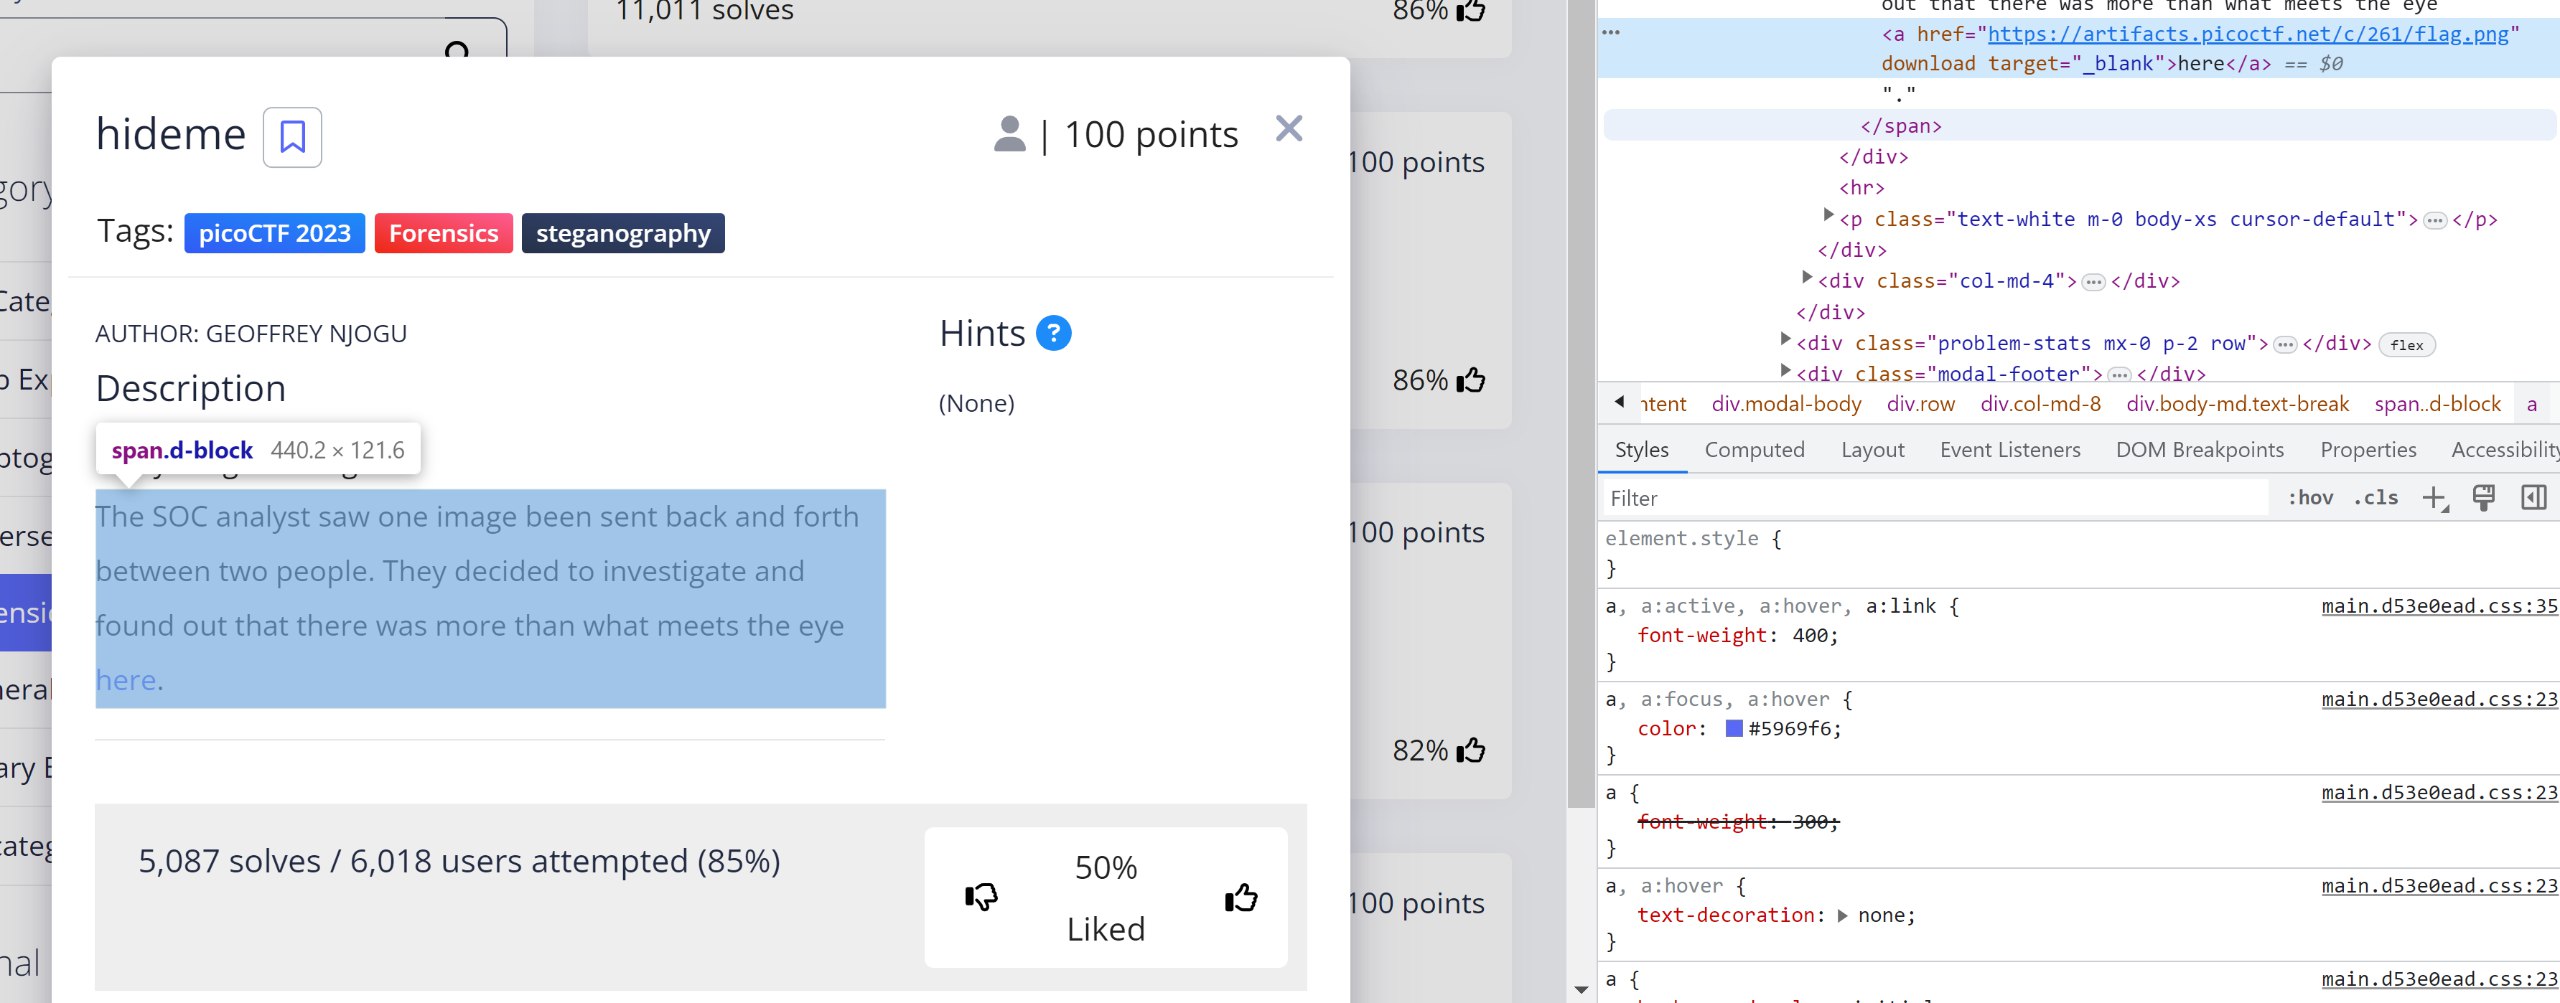 11,011 solves
86%
hideme
| 100 points
Tags: picoCTF 2023 Forensics steganography
AUTHOR: GEOFFREY NJOGU
Description
span.d-block 440.2 × 121.6
The SOC analyst saw one image been sent back and forth
between two people. They decided to investigate and
found out that there was more than what meets the eye
here.
Hints ?
(None)
5,087 solves / 6,018 users attempted (85%)
50%
Liked
100 points
86%
100 points
82%
100 points
out that there was more than what meets the eye
<a href="https://artifacts.picoctf.net/c/261/flag.png"
download target="_blank">here</a> == $0
"."
</span>
</div>
<hr>
<p class="text-white m-0 body-xs cursor-default">…</p>
</div>
<div class="col-md-4">…</div>
</div>
<div class="problem-stats mx-0 p-2 row">…</div> flex
<div class="modal-footer">…</div>
ntent div.modal-body div.row div.col-md-8 div.body-md.text-break span..d-block a
Styles Computed Layout Event Listeners DOM Breakpoints Properties Accessibility
Filter :hov .cls
element.style {
}
a, a:active, a:hover, a:link { main.d53e0ead.css:35
font-weight: 400;
}
a, a:focus, a:hover { main.d53e0ead.css:23
color: #5969f6;
}
a { main.d53e0ead.css:23
font-weight: 300;
}
a, a:hover { main.d53e0ead.css:23
text-decoration: none;
}
a { main.d53e0ead.css:23